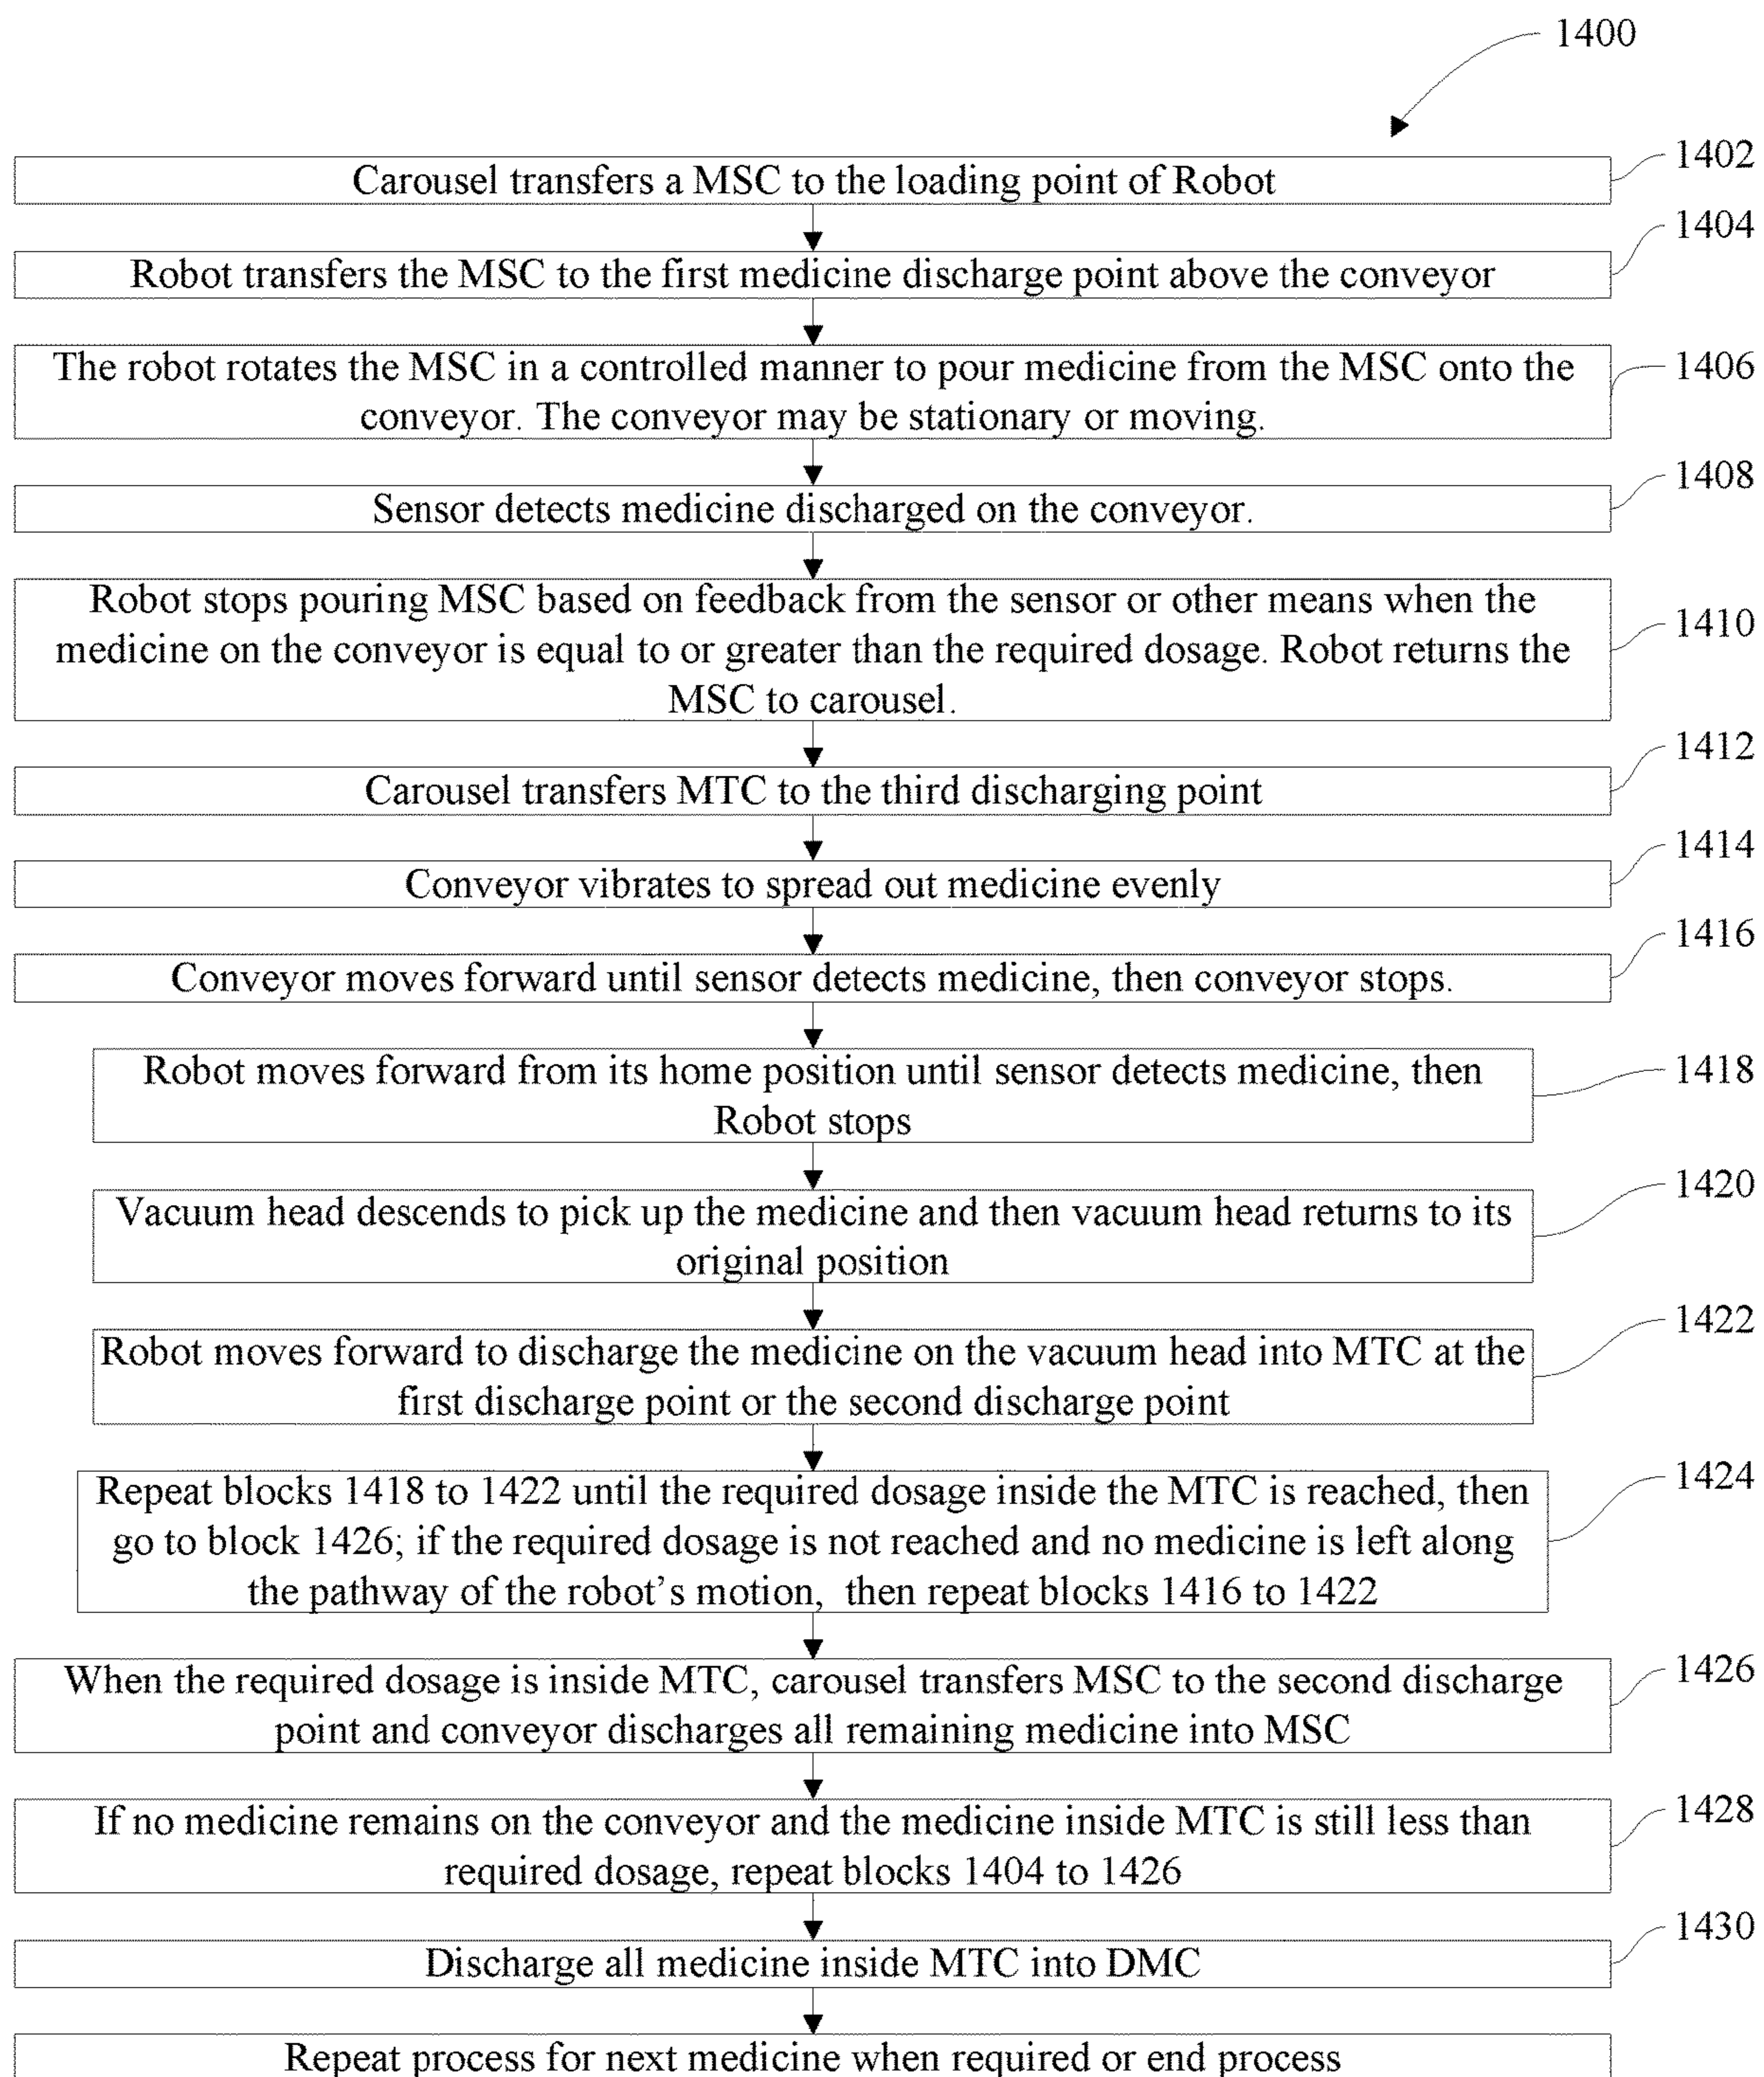 1400
Carousel transfers a MSC to the loading point of Robot
1402
Robot transfers the MSC to the first medicine discharge point above the conveyor
1404
The robot rotates the MSC in a controlled manner to pour medicine from the MSC onto the
conveyor. The conveyor may be stationary or moving.
1406
Sensor detects medicine discharged on the conveyor.
1408
Robot stops pouring MSC based on feedback from the sensor or other means when the
medicine on the conveyor is equal to or greater than the required dosage. Robot returns the
MSC to carousel.
1410
Carousel transfers MTC to the third discharging point
1412
Conveyor vibrates to spread out medicine evenly
1414
Conveyor moves forward until sensor detects medicine, then conveyor stops.
1416
Robot moves forward from its home position until sensor detects medicine, then
Robot stops
1418
Vacuum head descends to pick up the medicine and then vacuum head returns to its
original position
1420
Robot moves forward to discharge the medicine on the vacuum head into MTC at the
first discharge point or the second discharge point
1422
Repeat blocks 1418 to 1422 until the required dosage inside the MTC is reached, then
go to block 1426; if the required dosage is not reached and no medicine is left along
the pathway of the robot's motion, then repeat blocks 1416 to 1422
1424
When the required dosage is inside MTC, carousel transfers MSC to the second discharge
point and conveyor discharges all remaining medicine into MSC
1426
If no medicine remains on the conveyor and the medicine inside MTC is still less than
required dosage, repeat blocks 1404 to 1426
1428
Discharge all medicine inside MTC into DMC
1430
Repeat process for next medicine when required or end process